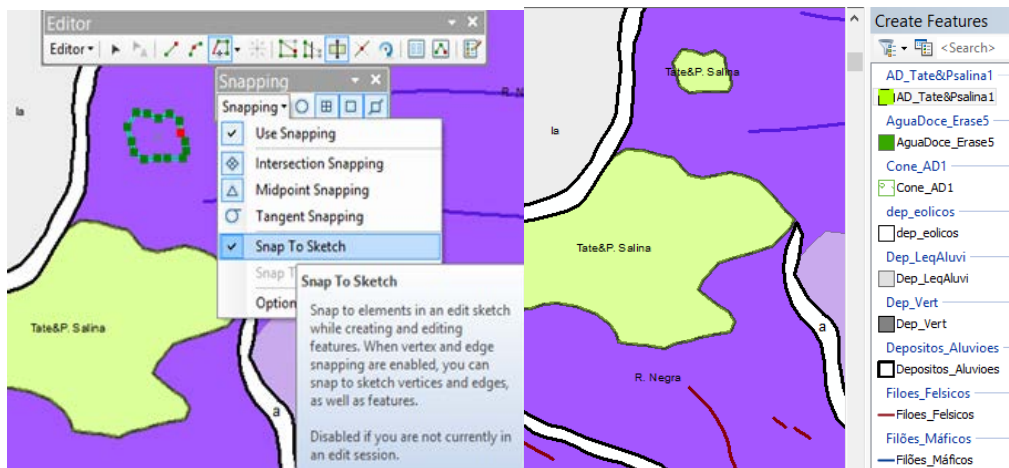 Editor
Editor
Snapping
Snapping
Use Snapping
Intersection Snapping
Midpoint Snapping
Tangent Snapping
Snap To Sketch
Snap T
Option
Snap To Sketch
Snap to elements in an edit sketch
while creating and editing
features. When vertex and edge
snapping are enabled, you can
snap to sketch vertices and edges,
as well as features.
Disabled if you are not currently in
an edit session.
la
R. N
Tate&P. Salina
a
Tate&P. Salina
la
Tate&P. Salina
a
R. Negra
Create Features
<Search>
AD_Tate&Psalina1
AD_Tate&Psalina1
AguaDoce_Erase5
AguaDoce_Erase5
Cone_AD1
Cone_AD1
dep_eolicos
dep_eolicos
Dep_LeqAluvi
Dep_LeqAluvi
Dep_Vert
Dep_Vert
Depositos_Aluvioes
Depositos_Aluvioes
Filoes_Felsicos
Filoes_Felsicos
Filões_Máficos
Filões_Máficos